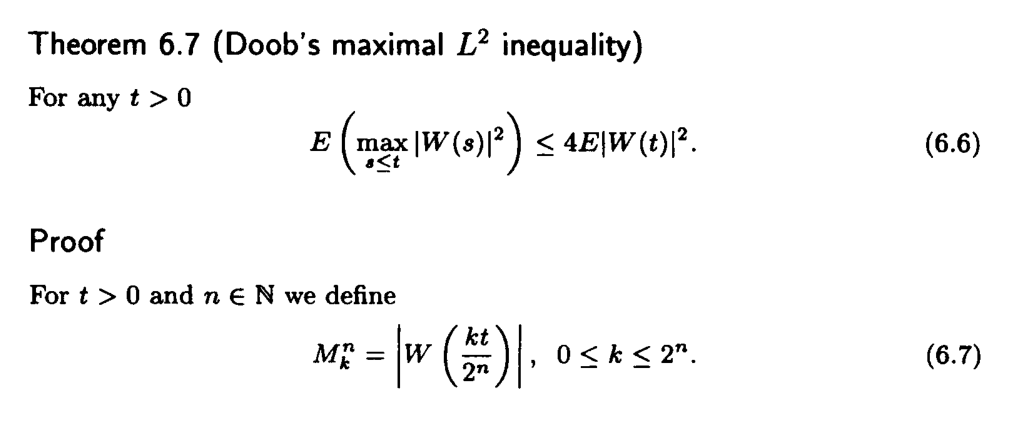 Theorem 6.7 (Doob's maximal L² inequality)
For any t > 0
E ( max_{s≤t} |W(s)|² ) ≤ 4E|W(t)|². (6.6)
Proof
For t > 0 and n ∈ ℕ we define
M_k^n = | W ( kt / 2^n ) |, 0 ≤ k ≤ 2^n. (6.7)